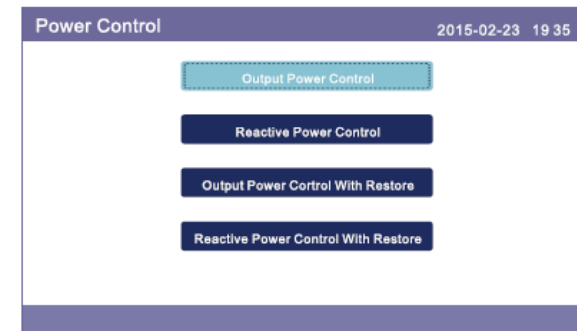 Power Control
2015-02-23 19 35
Output Power Control
Reactive Power Control
Output Power Cortrol With Restore
Reactive Power Control With Restore